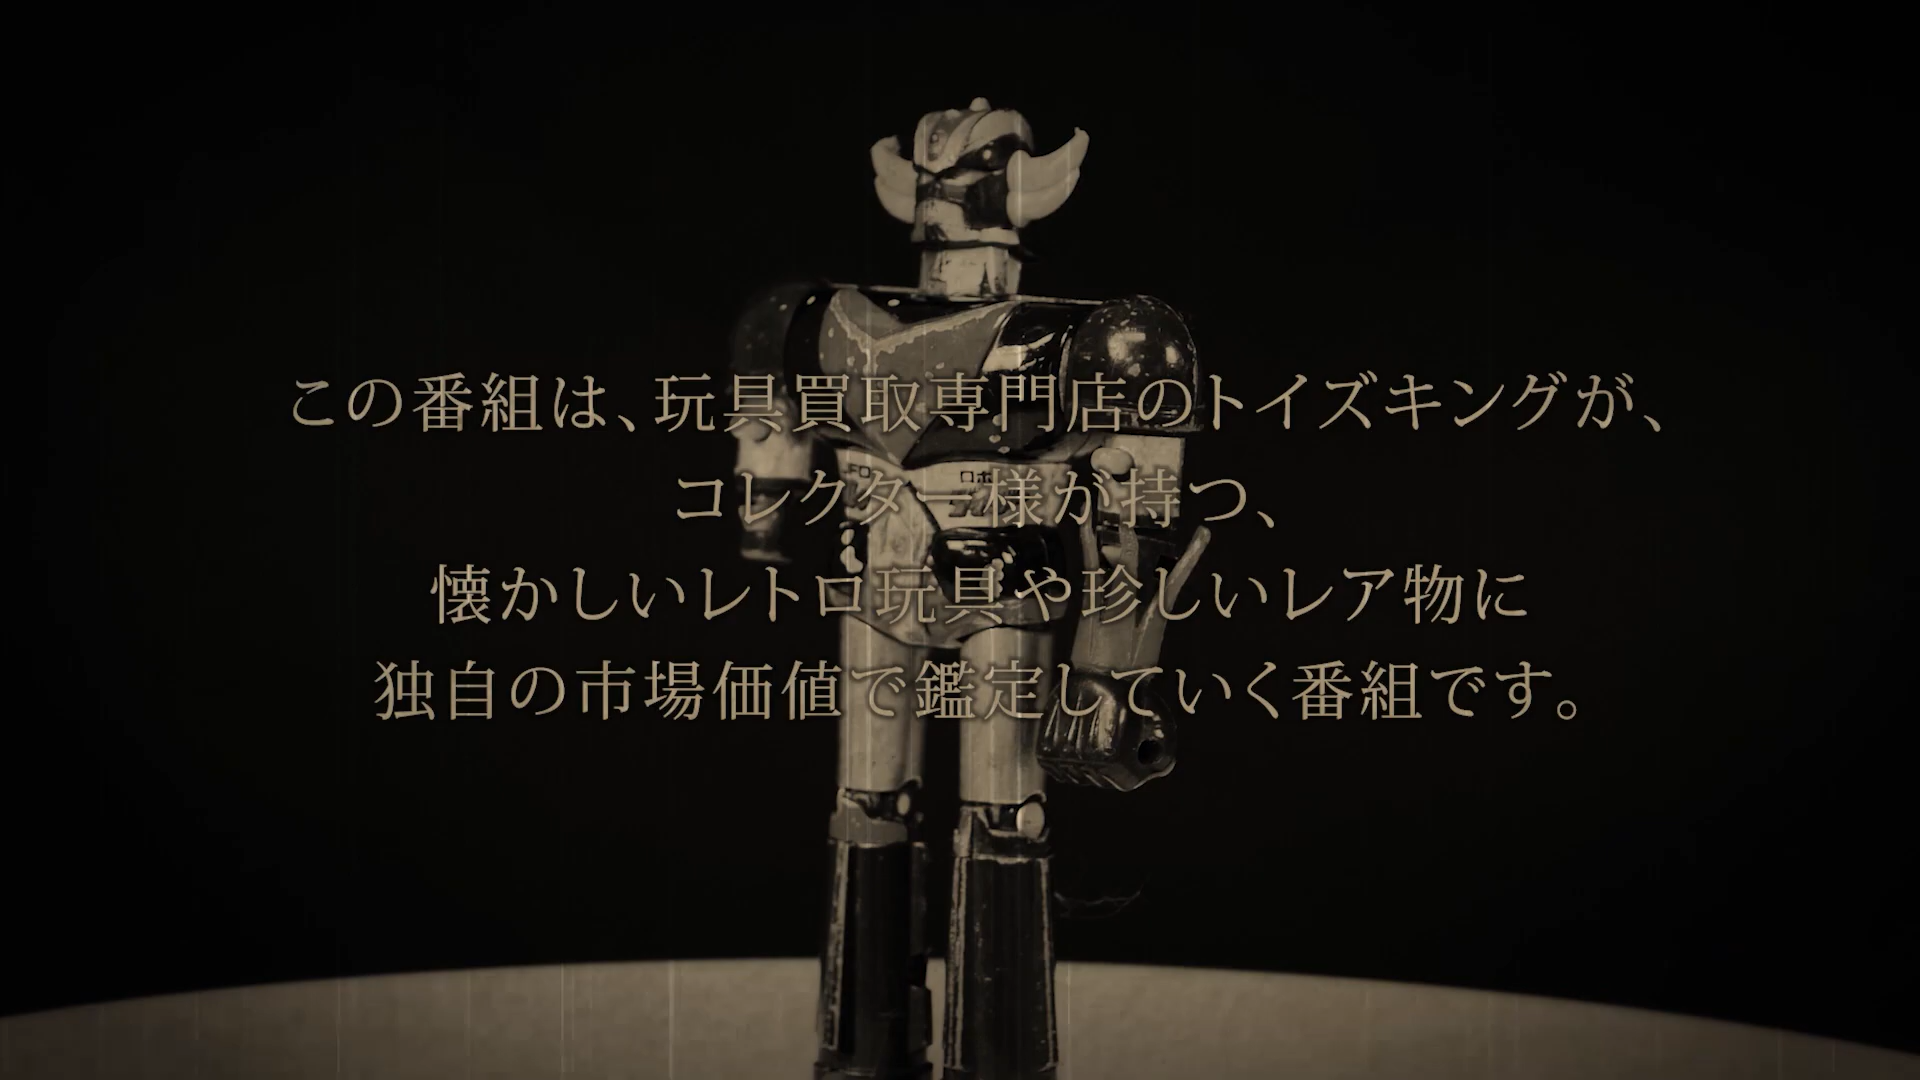 この番組は、玩具買取専門店のトイズキングが、
コレクター様が持つ、
懐かしいレトロ玩具や珍しいレア物に
独自の市場価値で鑑定していく番組です。